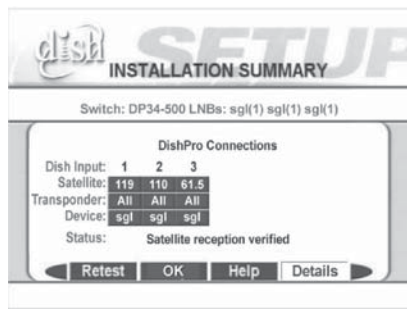 dish
SETUP
INSTALLATION SUMMARY
Switch: DP34-500 LNBs: sgl(1) sgl(1) sgl(1)
DishPro Connections
Dish Input: 1 2 3
Satellite: 119 110 61.5
Transponder: All All All
Device: sgl sgl sgl
Status: Satellite reception verified
Retest OK Help Details